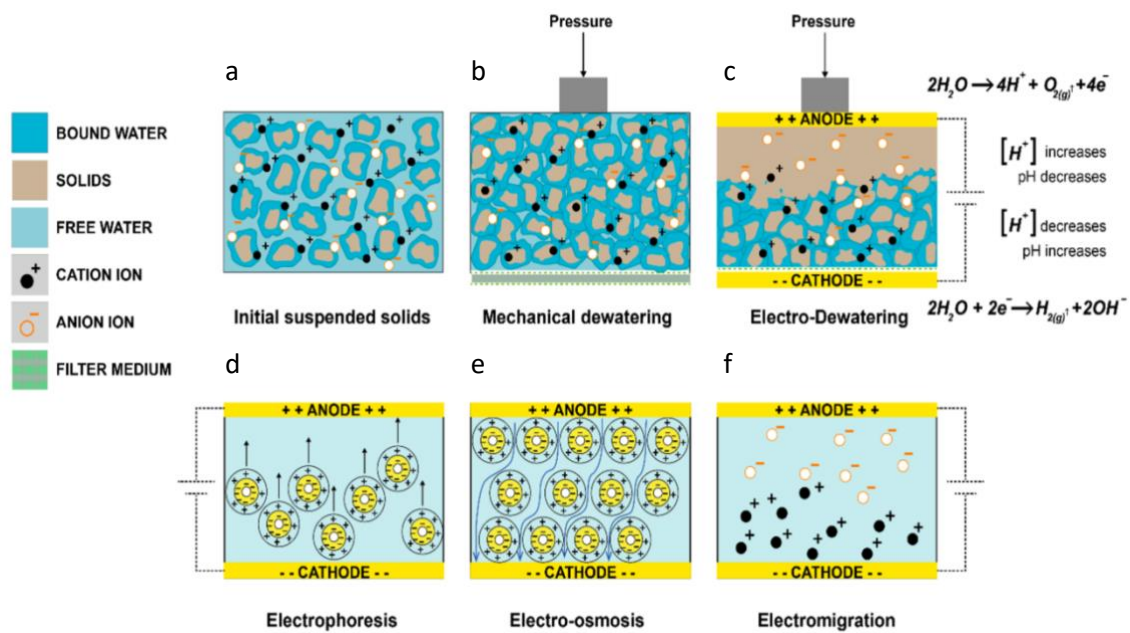 Pressure
Pressure
a
b
c
2H₂O → 4H⁺ + O₂(g)↑ + 4e⁻
BOUND WATER
SOLIDS
FREE WATER
CATION ION
ANION ION
FILTER MEDIUM
+ + ANODE + +
[H⁺] increases
pH decreases
[H⁺] decreases
pH increases
- - CATHODE - -
Initial suspended solids
Mechanical dewatering
Electro-Dewatering
2H₂O + 2e⁻ → H₂(g)↑ + 2OH⁻
d
e
f
+ + ANODE + +
+ + ANODE + +
+ + ANODE + +
- - CATHODE - -
- - CATHODE - -
- - CATHODE - -
Electrophoresis
Electro-osmosis
Electromigration